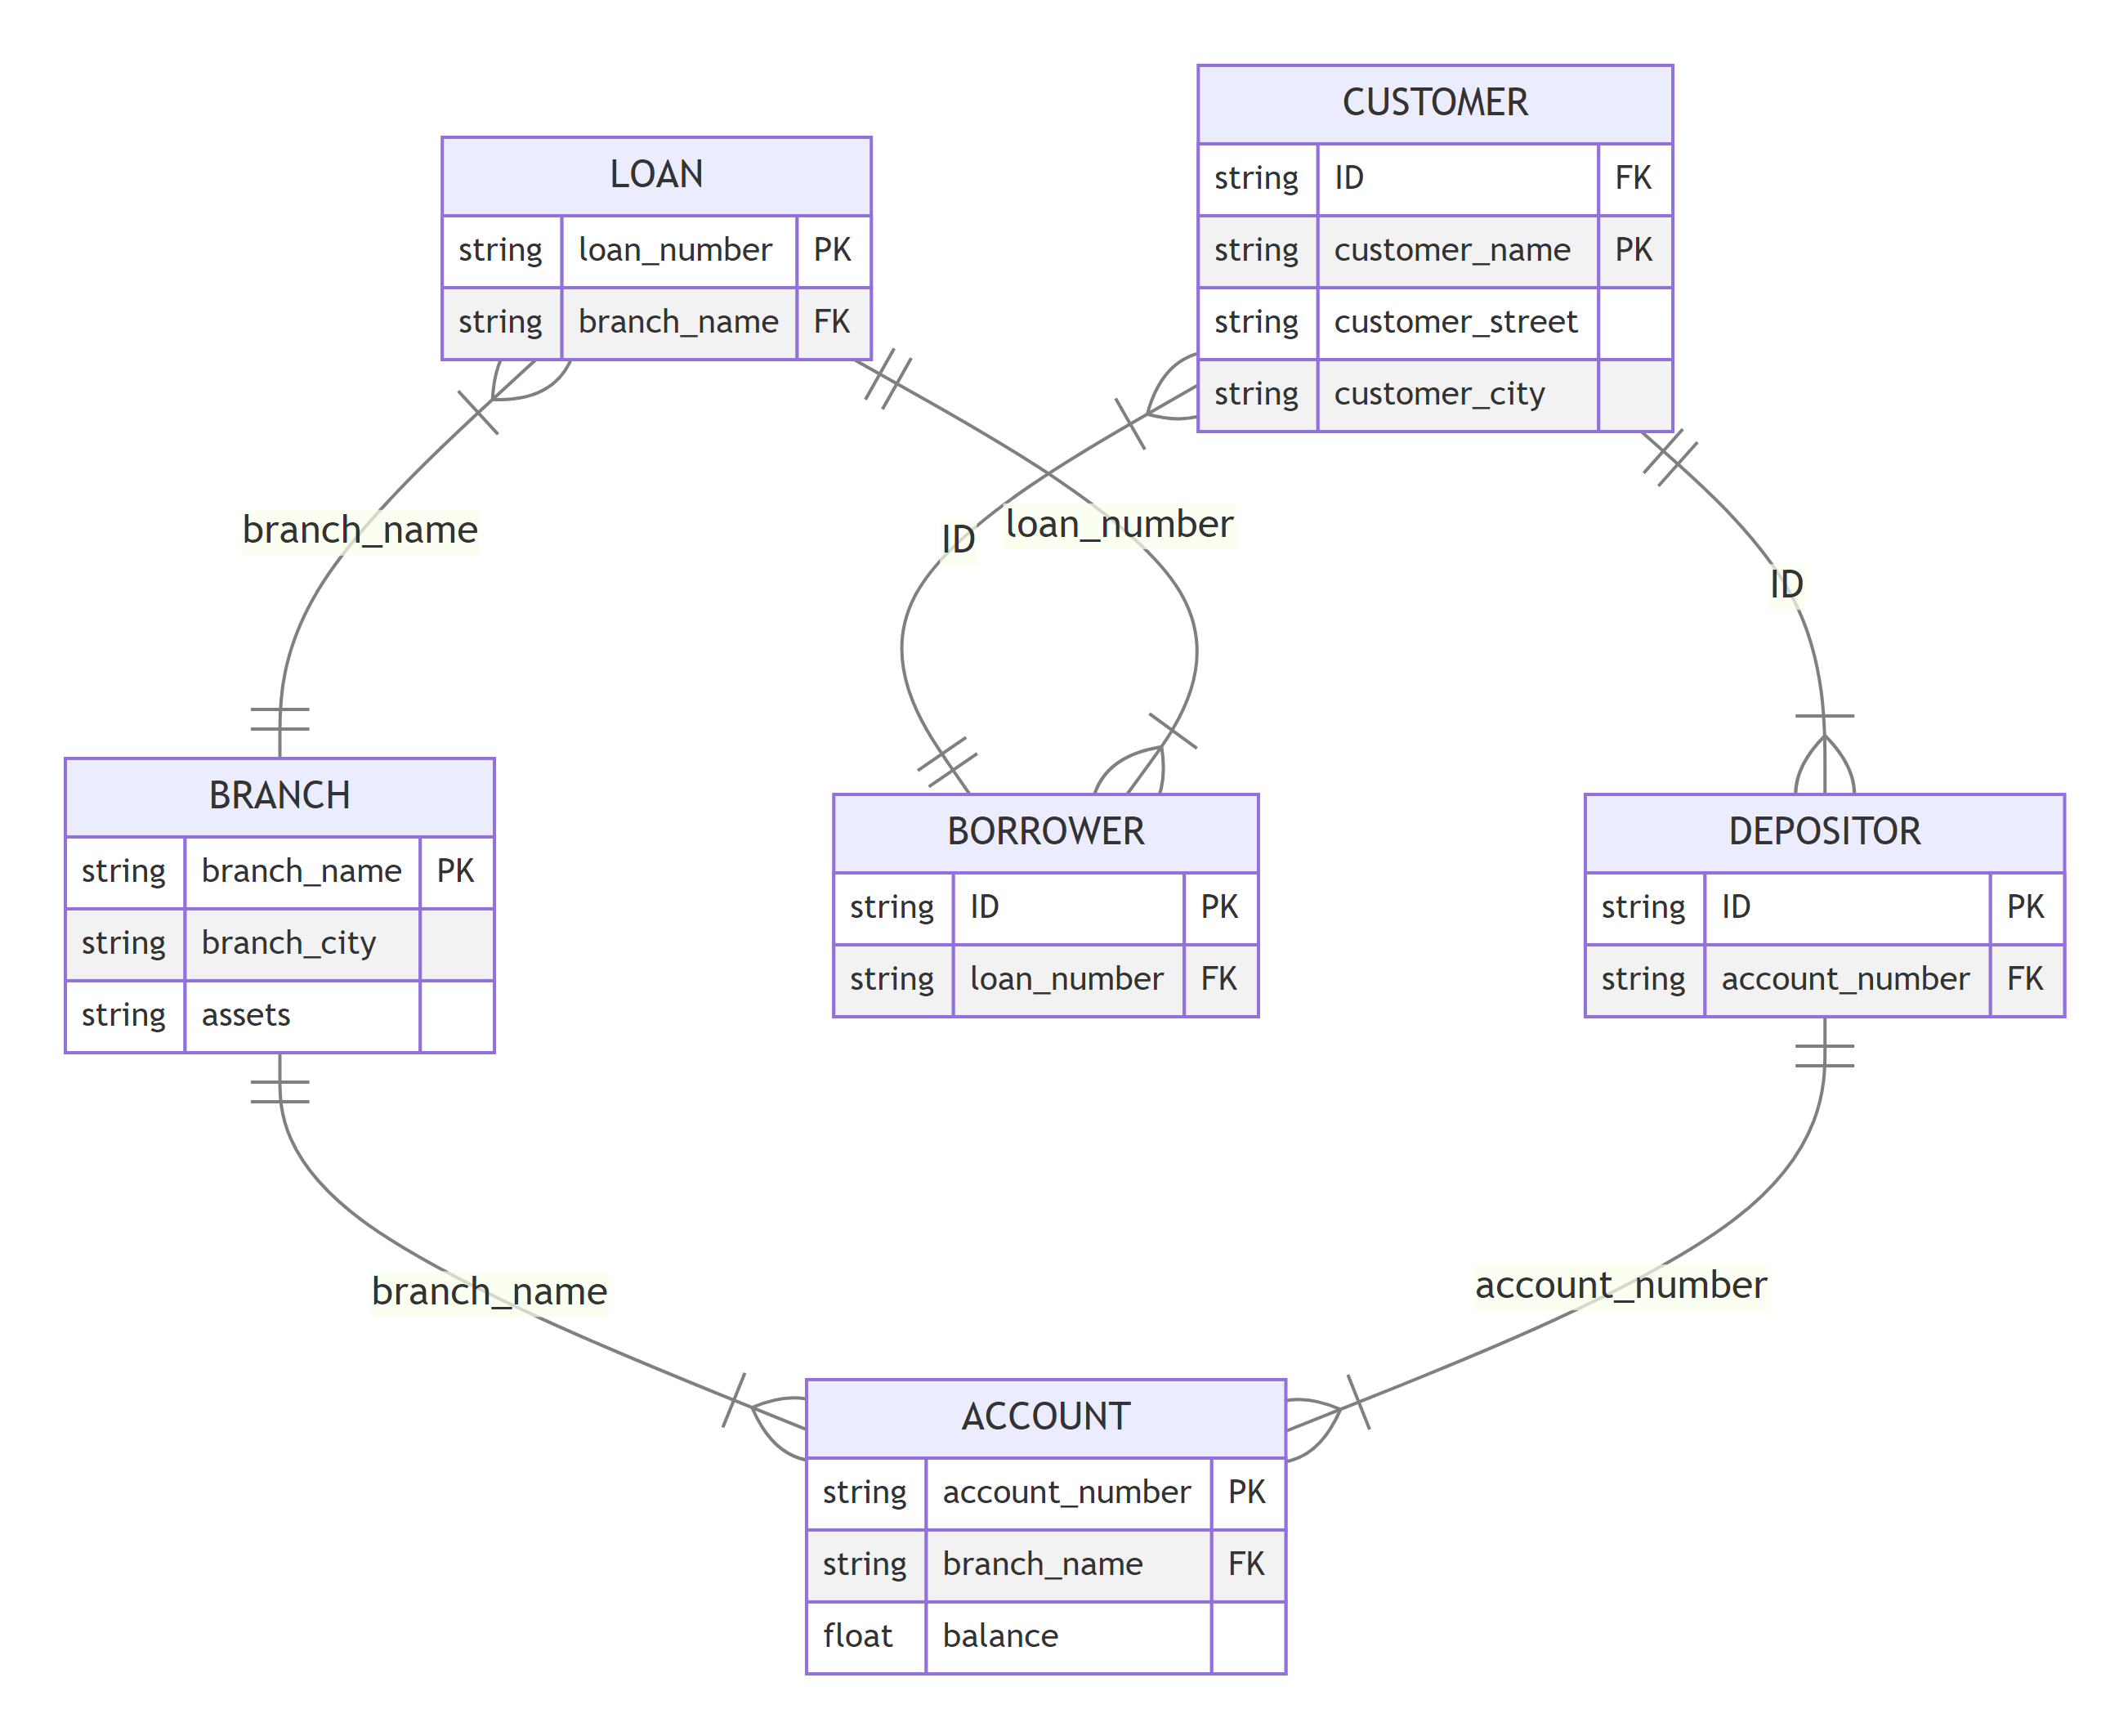 CUSTOMER
string ID FK
string customer_name PK
string customer_street
string customer_city
LOAN
string loan_number PK
string branch_name FK
branch_name
ID
loan_number
ID
BRANCH
string branch_name PK
string branch_city
string assets
BORROWER
string ID PK
string loan_number FK
DEPOSITOR
string ID PK
string account_number FK
branch_name
account_number
ACCOUNT
string account_number PK
string branch_name FK
float balance